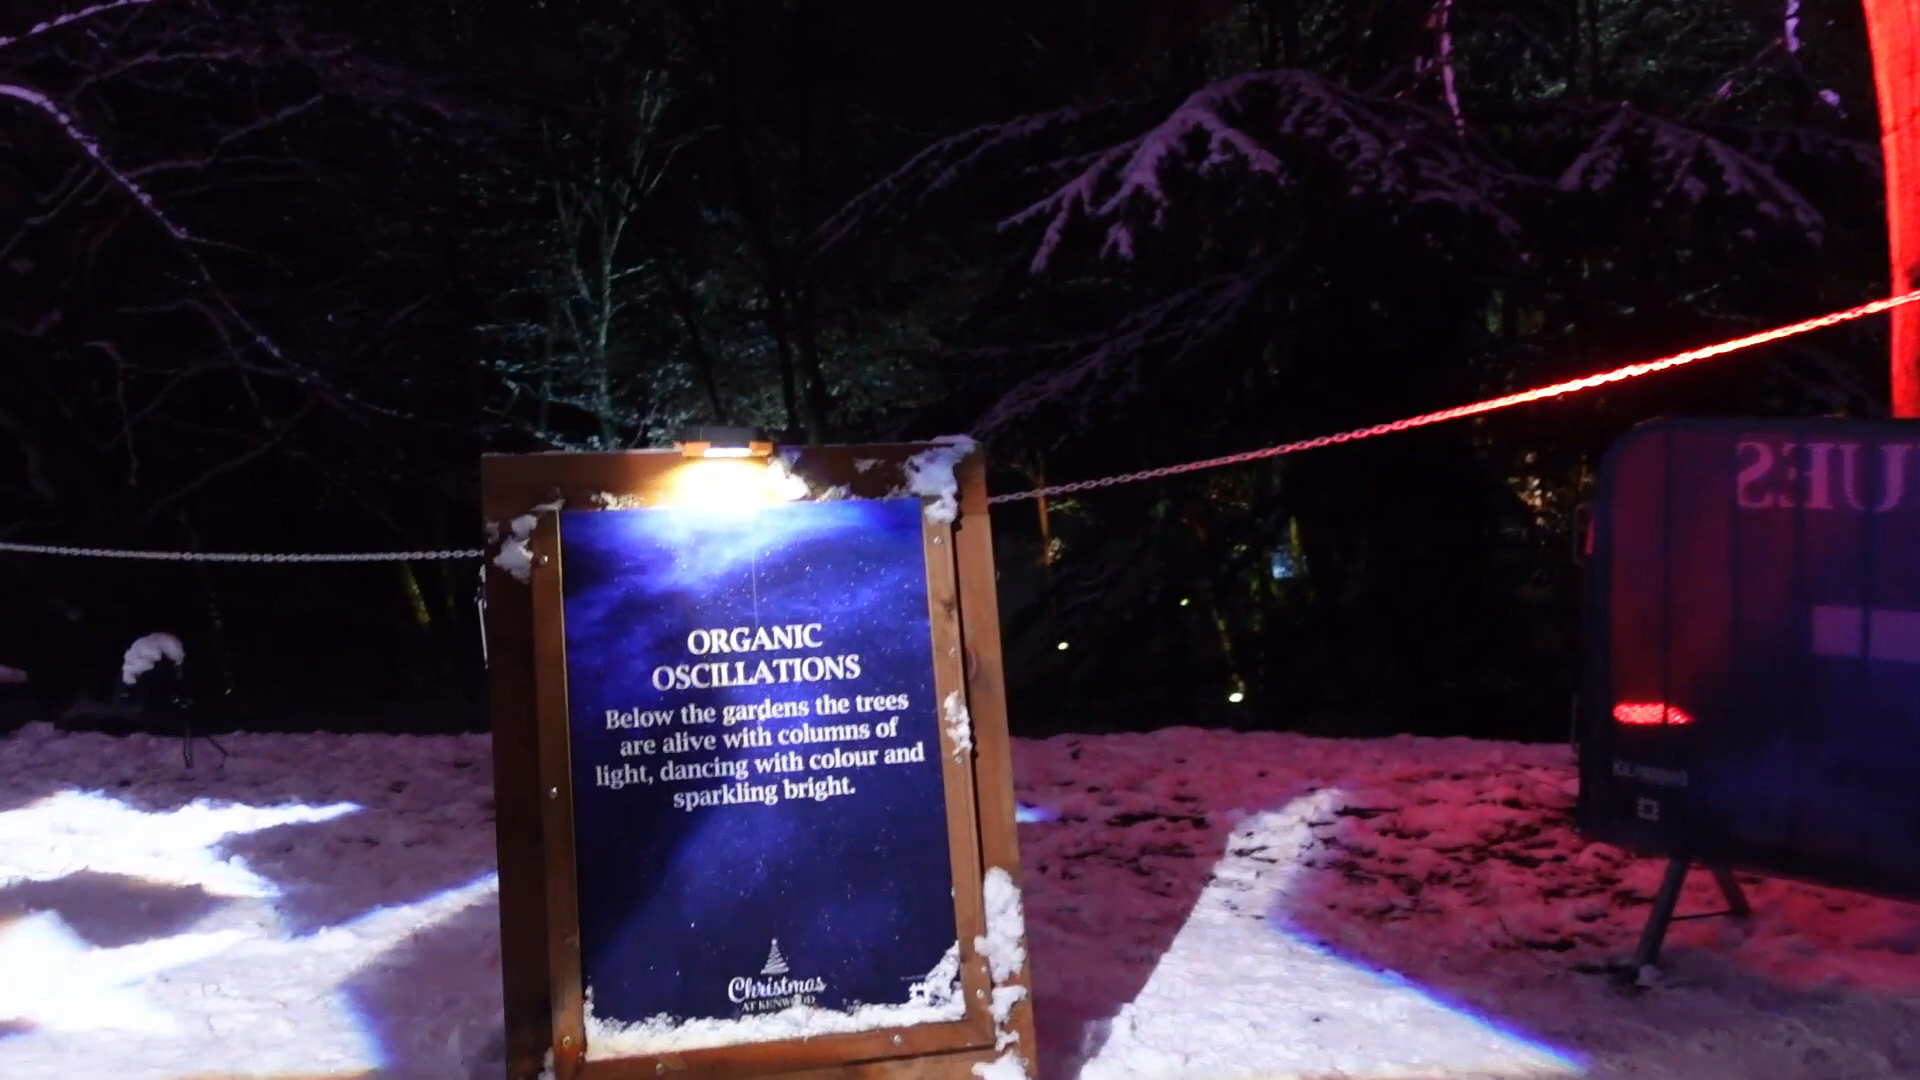 ORGANIC
OSCILLATIONS
Below the gardens the trees
are alive with columns of
light, dancing with colour and
sparkling bright.
Christmas
AT KENWOOD